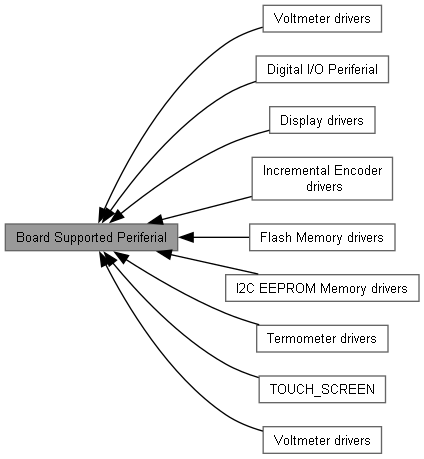 Voltmeter drivers
Digital I/O Periferial
Display drivers
Incremental Encoder
drivers
Board Supported Periferial
Flash Memory drivers
I2C EEPROM Memory drivers
Termometer drivers
TOUCH_SCREEN
Voltmeter drivers